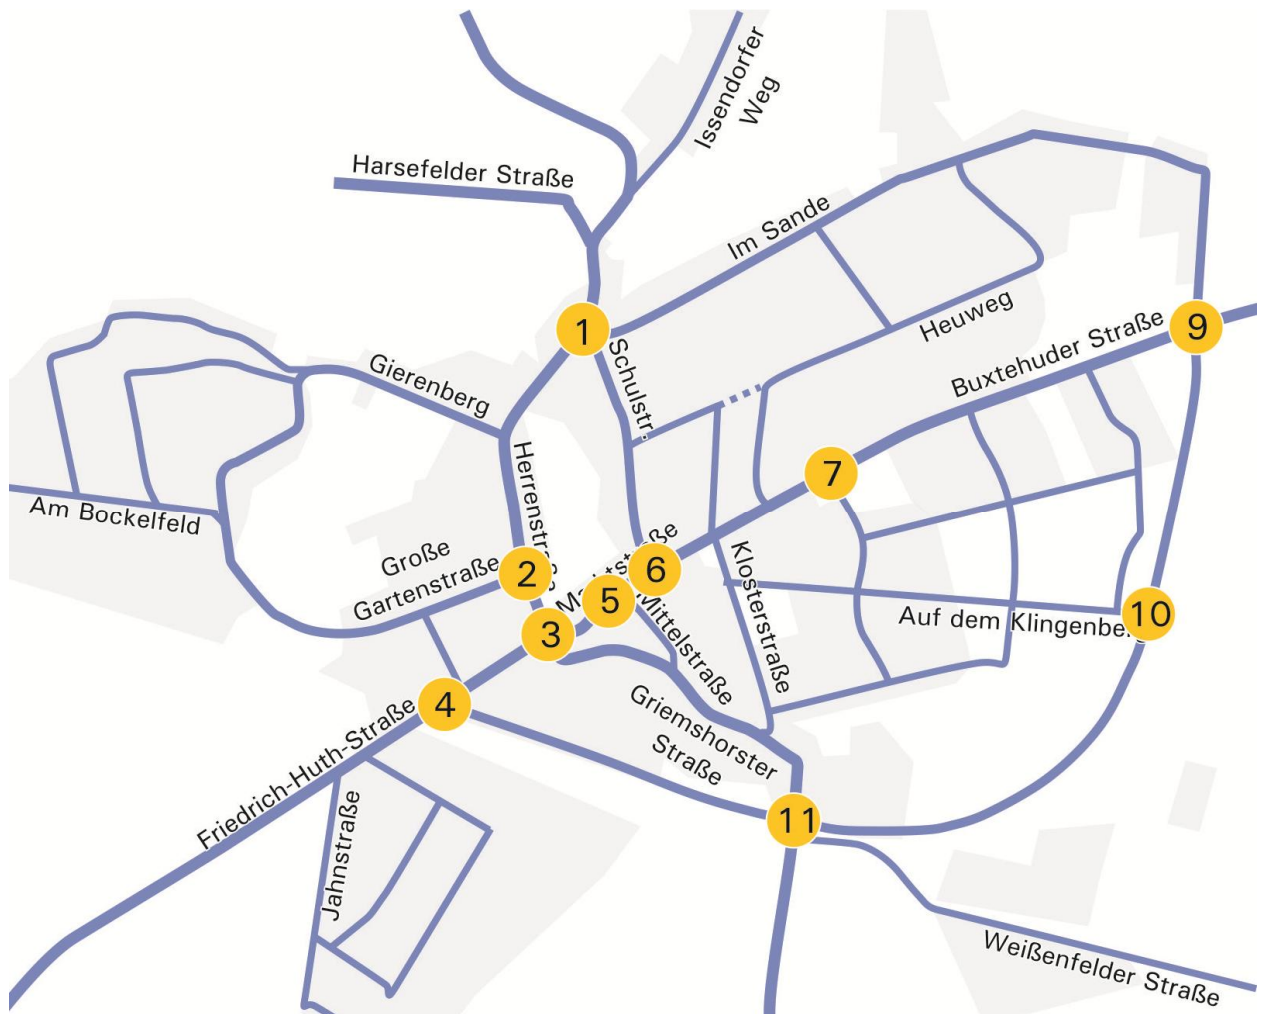 Issendorfer
Weg
Harsefelder Straße
Im Sande
Heuweg
Buxtehuder Straße
9
1
Schulstr.
Gierenberg
Herrenstraße
7
Am Bockelfeld
Große
Gartenstraße
2
Marktstraße
6
5
3
Mittelstraße
Klosterstraße
Auf dem Klingenberg
10
4
Griemshorster
Straße
Friedrich-Huth-Straße
Jahnstraße
11
Weißenfelder Straße